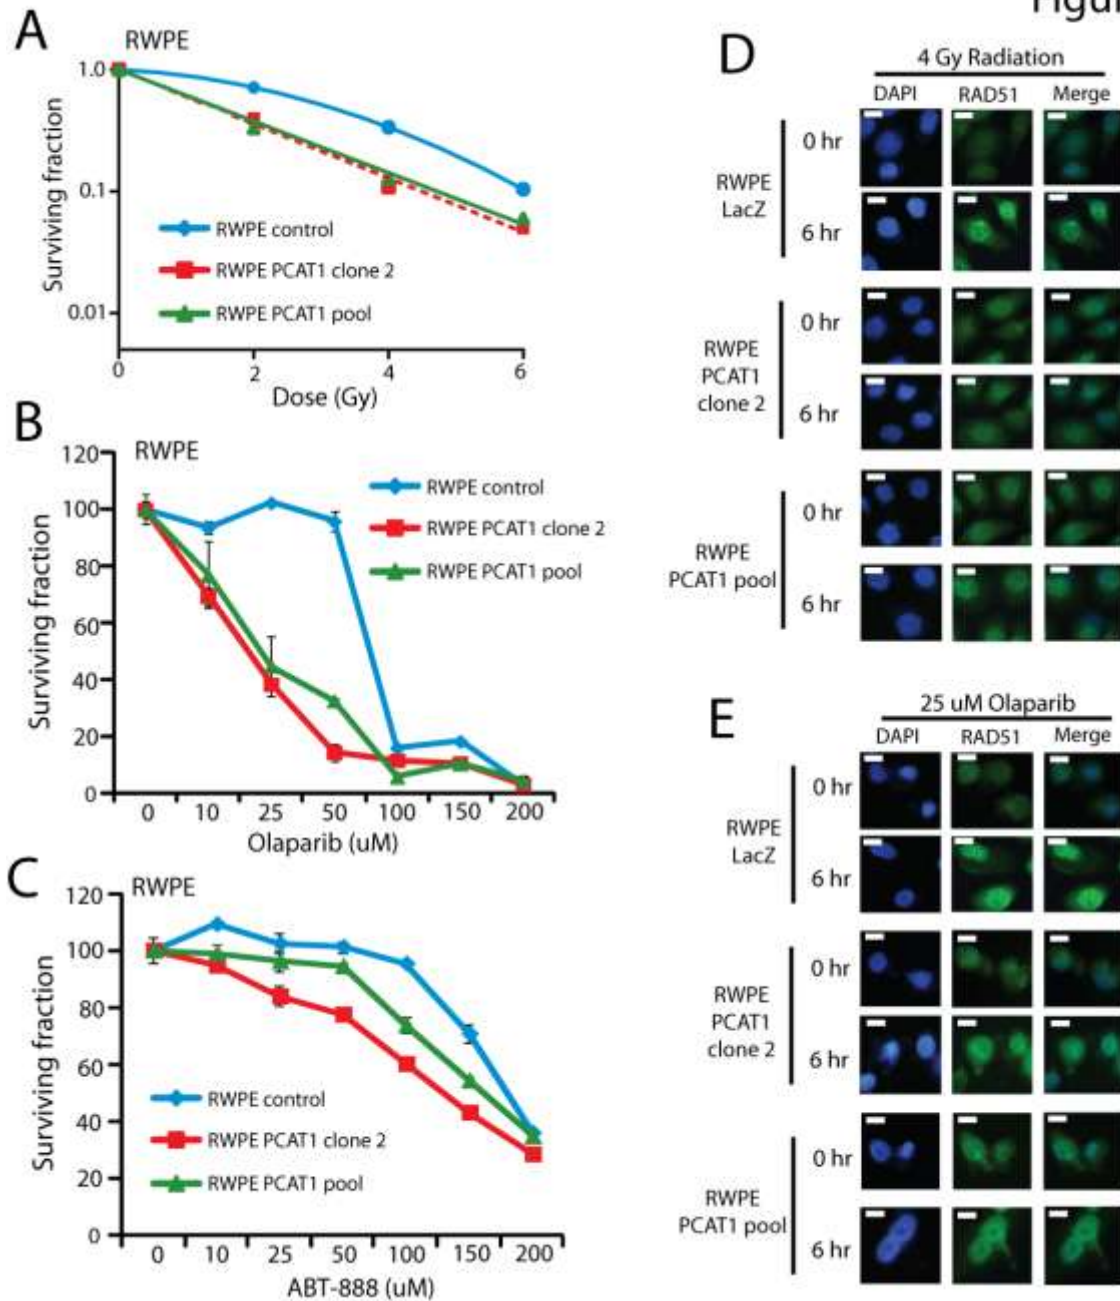 Figur
A
RWPE
1.0
0.1
0.01
Surviving fraction
RWPE control
RWPE PCAT1 clone 2
RWPE PCAT1 pool
0 2 4 6
Dose (Gy)
B
RWPE
120
100
80
60
40
20
0
Surviving fraction
RWPE control
RWPE PCAT1 clone 2
RWPE PCAT1 pool
0 10 25 50 100 150 200
Olaparib (uM)
C
RWPE
120
100
80
60
40
20
0
Surviving fraction
RWPE control
RWPE PCAT1 clone 2
RWPE PCAT1 pool
0 10 25 50 100 150 200
ABT-888 (uM)
D
4 Gy Radiation
DAPI RAD51 Merge
RWPE
LacZ
0 hr
6 hr
RWPE
PCAT1
clone 2
0 hr
6 hr
RWPE
PCAT1 pool
0 hr
6 hr
E
25 uM Olaparib
DAPI RAD51 Merge
RWPE
LacZ
0 hr
6 hr
RWPE
PCAT1
clone 2
0 hr
6 hr
RWPE
PCAT1 pool
0 hr
6 hr